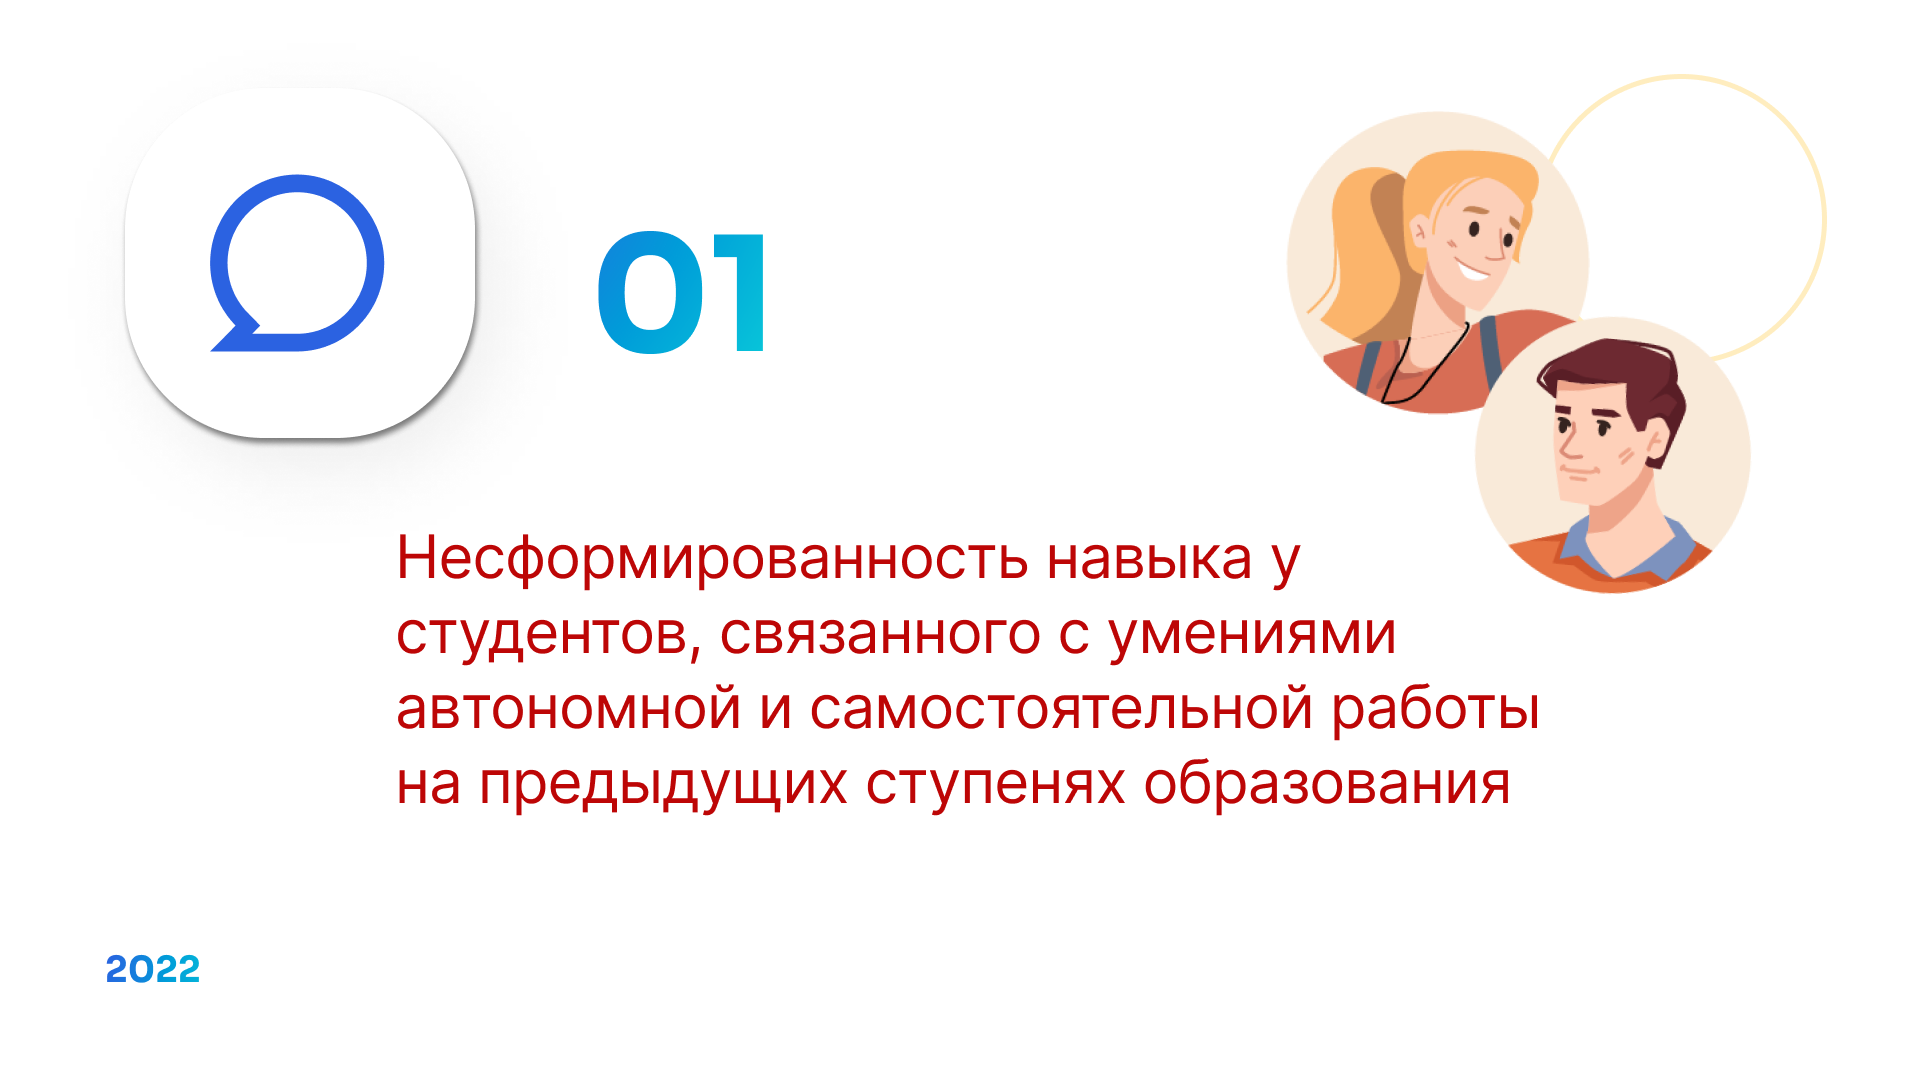 01
Несформированность навыка у
студентов, связанного с умениями
автономной и самостоятельной работы
на предыдущих ступенях образования
2022